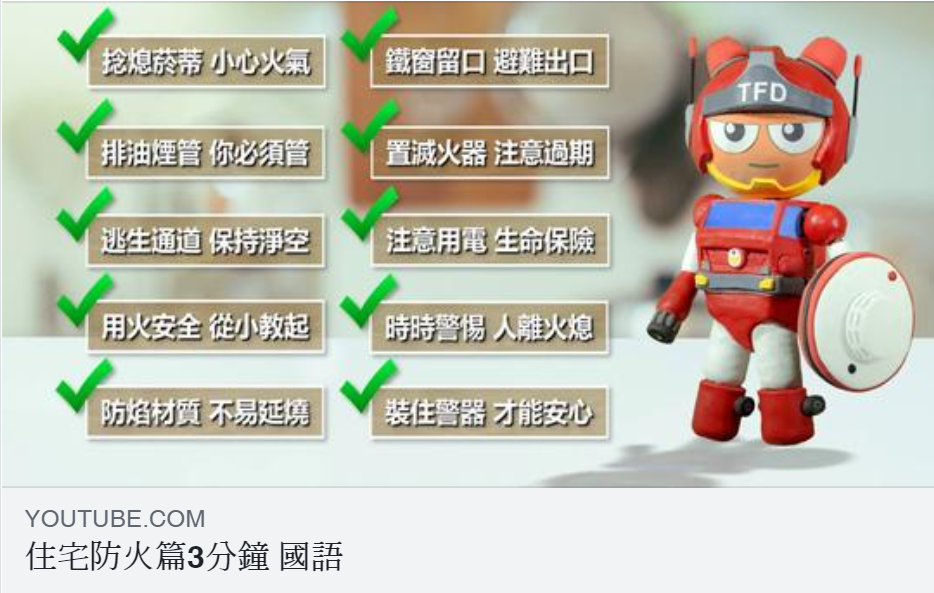 捻熄菸蒂 小心火氣
鐵窗留口 避難出口
排油煙管 你必須管
置滅火器 注意過期
逃生通道 保持淨空
注意用電 生命保險
用火安全 從小教起
時時警惕 人離火熄
防焰材質 不易延燒
裝住警器 才能安心
TFD
YOUTUBE.COM
住宅防火篇3分鐘 國語